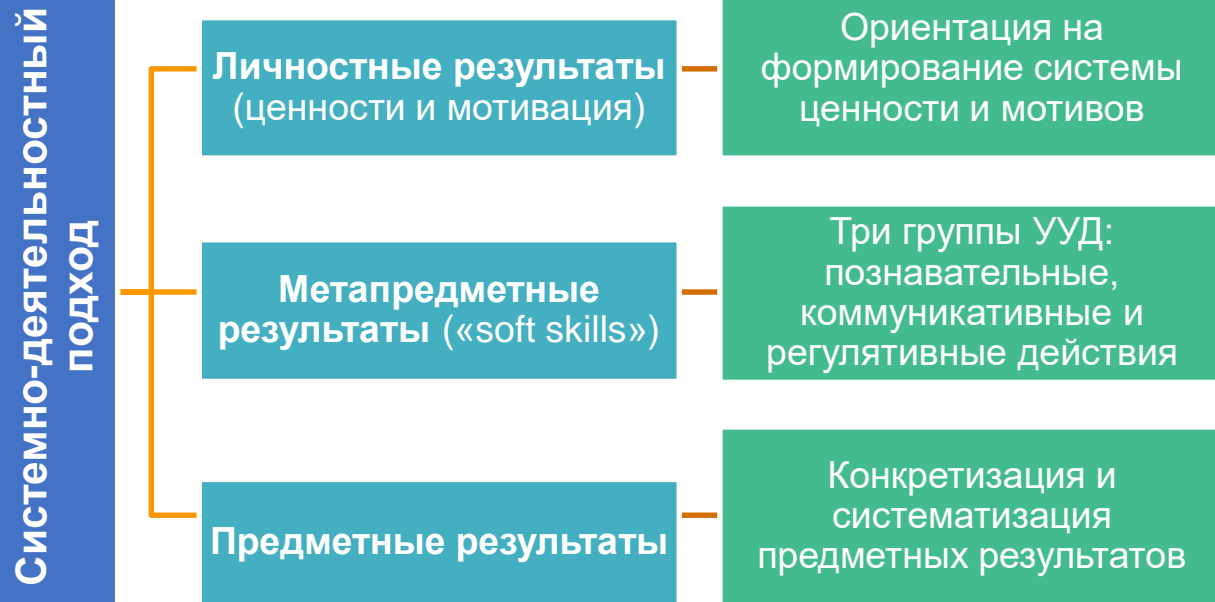 Системно-деятельностный
подход
Личностные результаты
(ценности и мотивация)
Ориентация на
формирование системы
ценности и мотивов
Метапредметные
результаты («soft skills»)
Три группы УУД:
познавательные,
коммуникативные и
регулятивные действия
Предметные результаты
Конкретизация и
систематизация
предметных результатов